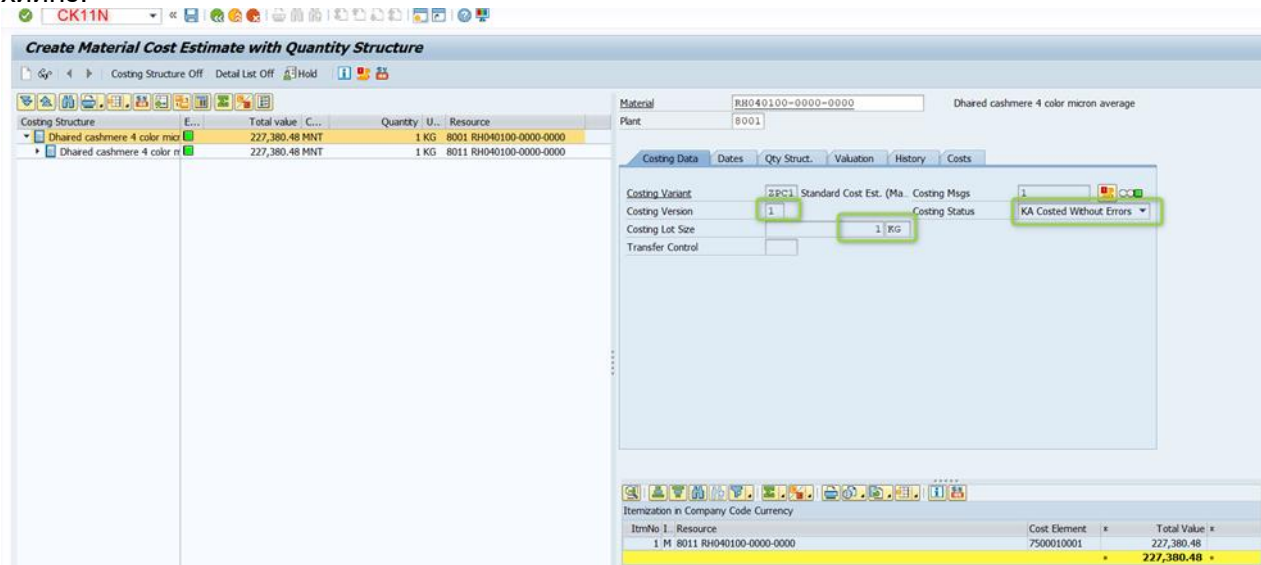 CK11N
Create Material Cost Estimate with Quantity Structure
Costing Structure Off Detail List Off Hold
Costing Structure E... Total value C... Quantity U... Resource
Dhaired cashmere 4 color micr 227,380.48 MNT 1 KG 8001 RH040100-0000-0000
Dhaired cashmere 4 color m 227,380.48 MNT 1 KG 8011 RH040100-0000-0000
Material RH040100-0000-0000 Dhaired cashmere 4 color micron average
Plant 8001
Costing Data Dates Qty Struct. Valuation History Costs
Costing Variant ZPC1 Standard Cost Est. (Ma.. Costing Msgs 1
Costing Version 1 Costing Status KA Costed Without Errors
Costing Lot Size 1 KG
Transfer Control
Itemization in Company Code Currency
ItmNo I.. Resource Cost Element Total Value
1 M 8011 RH040100-0000-0000 7500010001 227,380.48
227,380.48